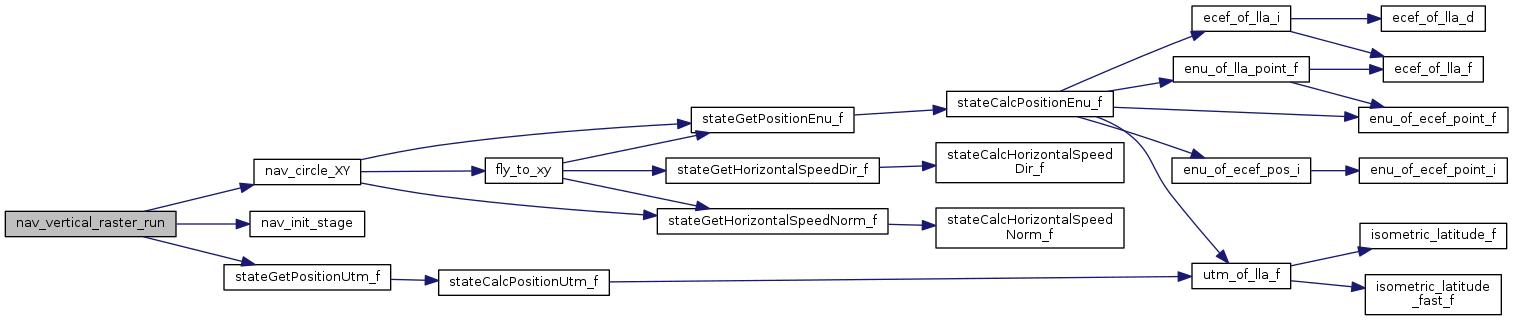 nav_vertical_raster_run
nav_circle_XY
nav_init_stage
stateGetPositionUtm_f
fly_to_xy
stateCalcPositionUtm_f
stateGetPositionEnu_f
stateGetHorizontalSpeedDir_f
stateGetHorizontalSpeedNorm_f
stateCalcPositionEnu_f
stateCalcHorizontalSpeed
Dir_f
stateCalcHorizontalSpeed
Norm_f
ecef_of_lla_i
enu_of_lla_point_f
enu_of_ecef_pos_i
utm_of_lla_f
ecef_of_lla_d
ecef_of_lla_f
enu_of_ecef_point_f
enu_of_ecef_point_i
isometric_latitude_f
isometric_latitude
_fast_f